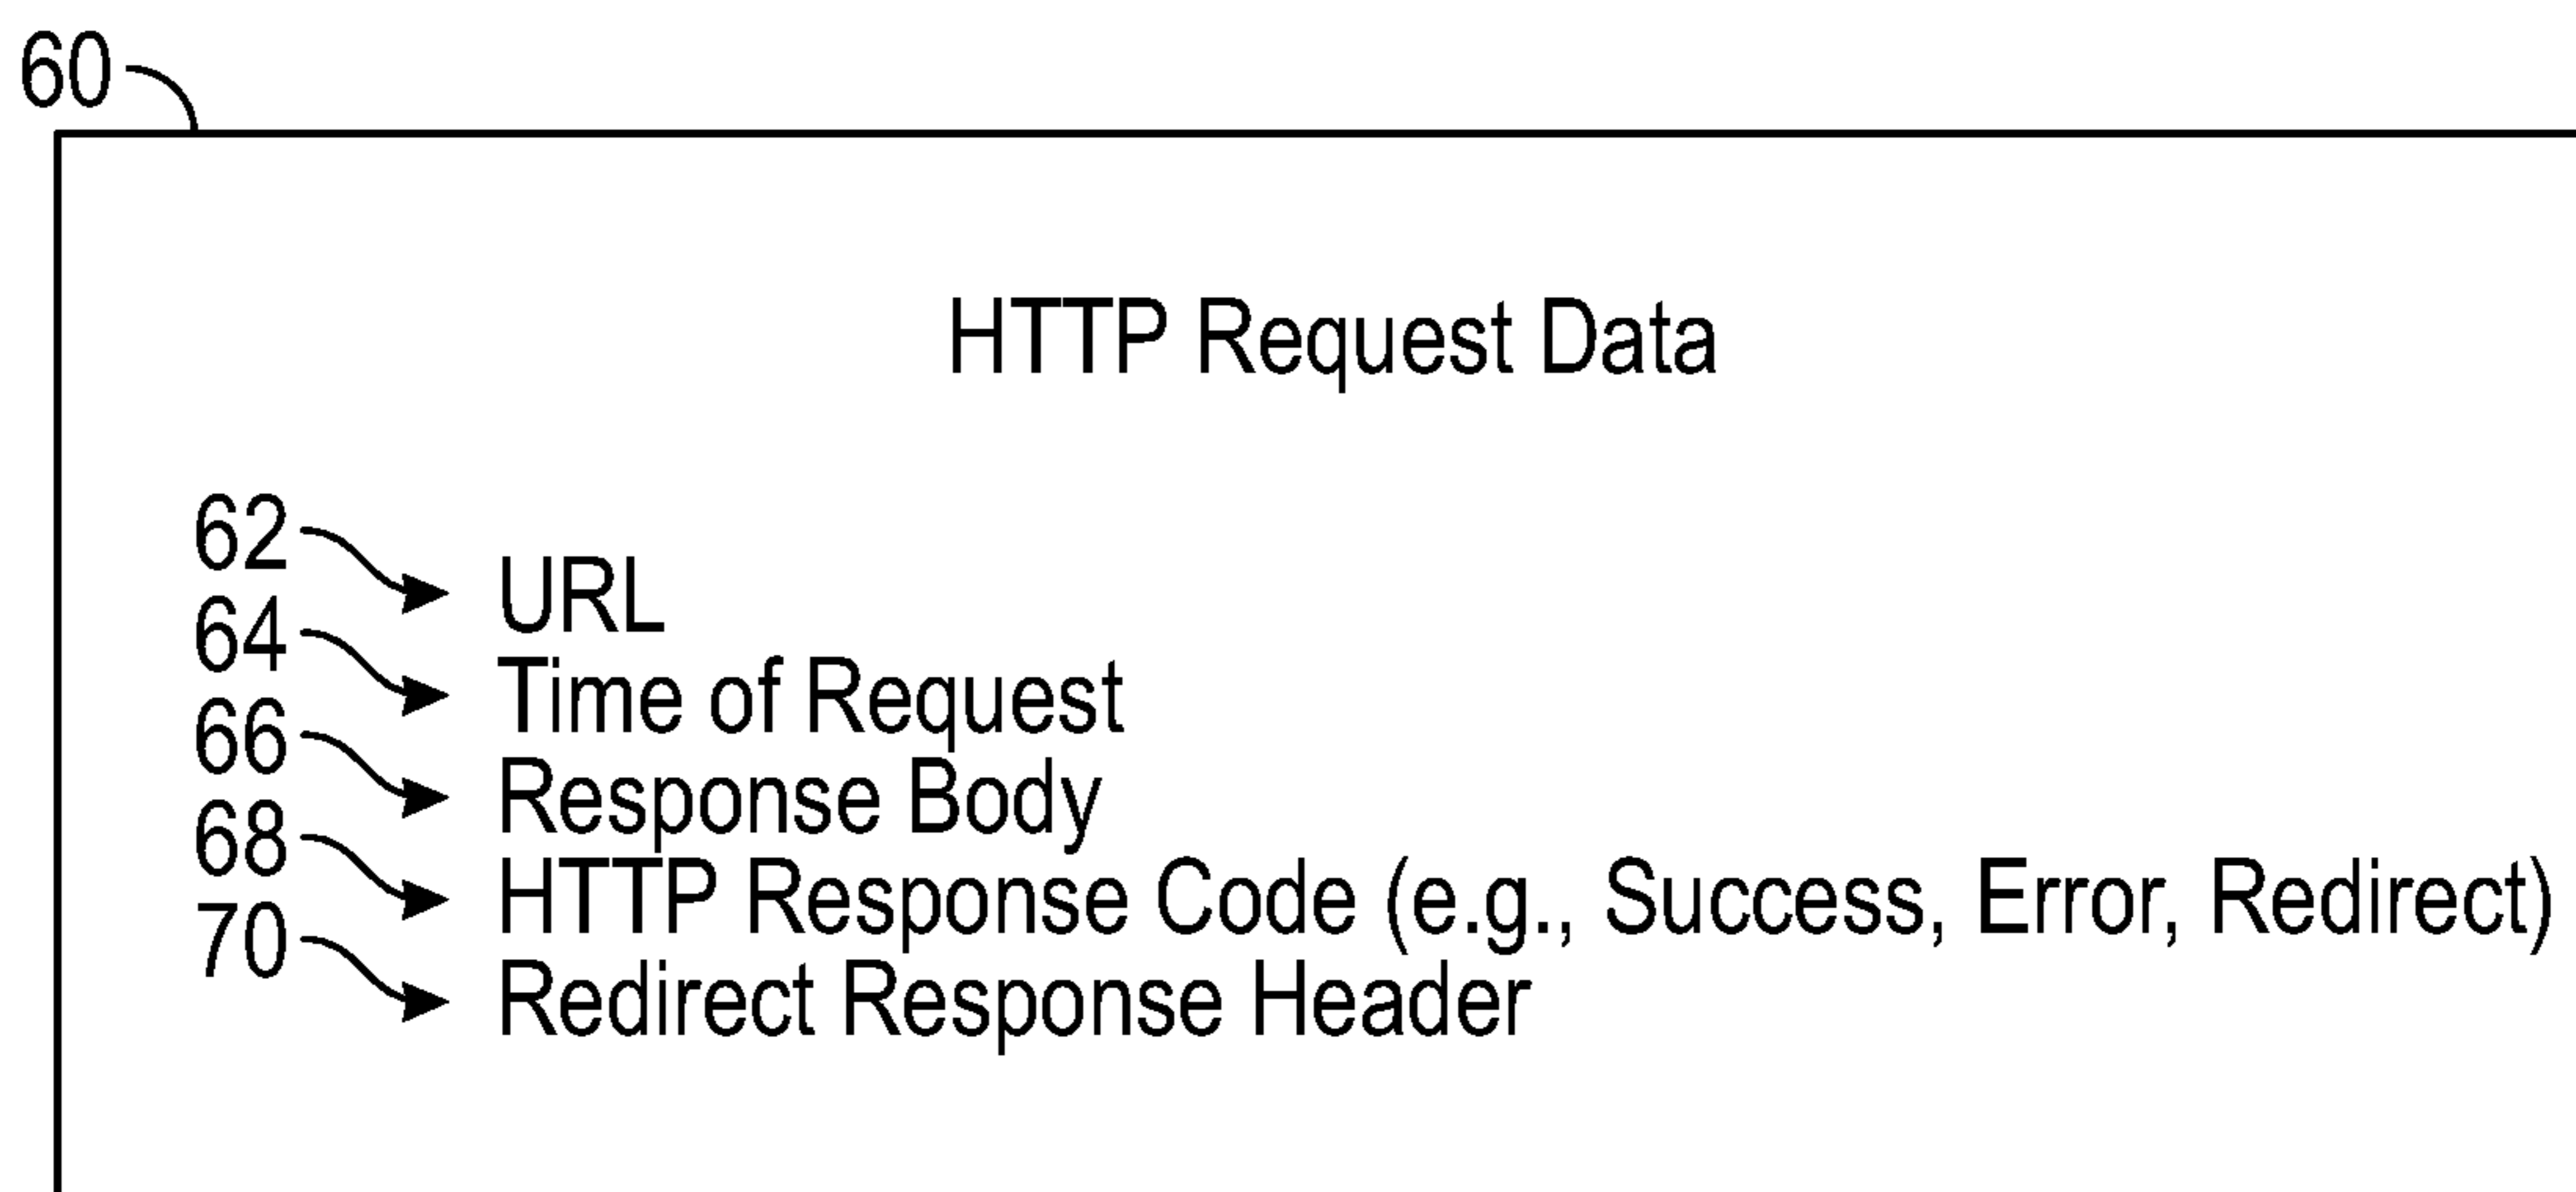 60
HTTP Request Data
62
URL
64
Time of Request
66
Response Body
68
HTTP Response Code (e.g., Success, Error, Redirect)
70
Redirect Response Header